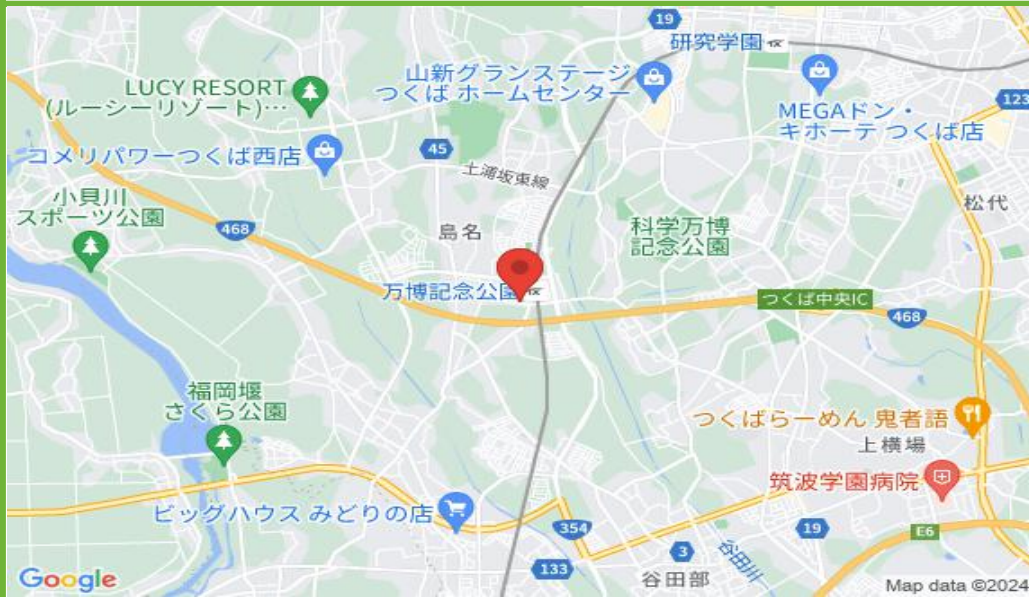 19
研究学園
LUCY RESORT
(ルーシーリゾート)…
山新グランステージ
つくば ホームセンター
MEGAドン・
キホーテ つくば店
123
コメリパワーつくば西店
45
土浦坂東線
小貝川
スポーツ公園
468
島名
科学万博
記念公園
松代
万博記念公園
つくば中央IC
468
福岡堰
さくら公園
つくばらーめん 鬼者語
上横場
筑波学園病院
ビッグハウス みどりの店
354
19
E6
133
3
谷田川
谷田部
Google
Map data ©2024